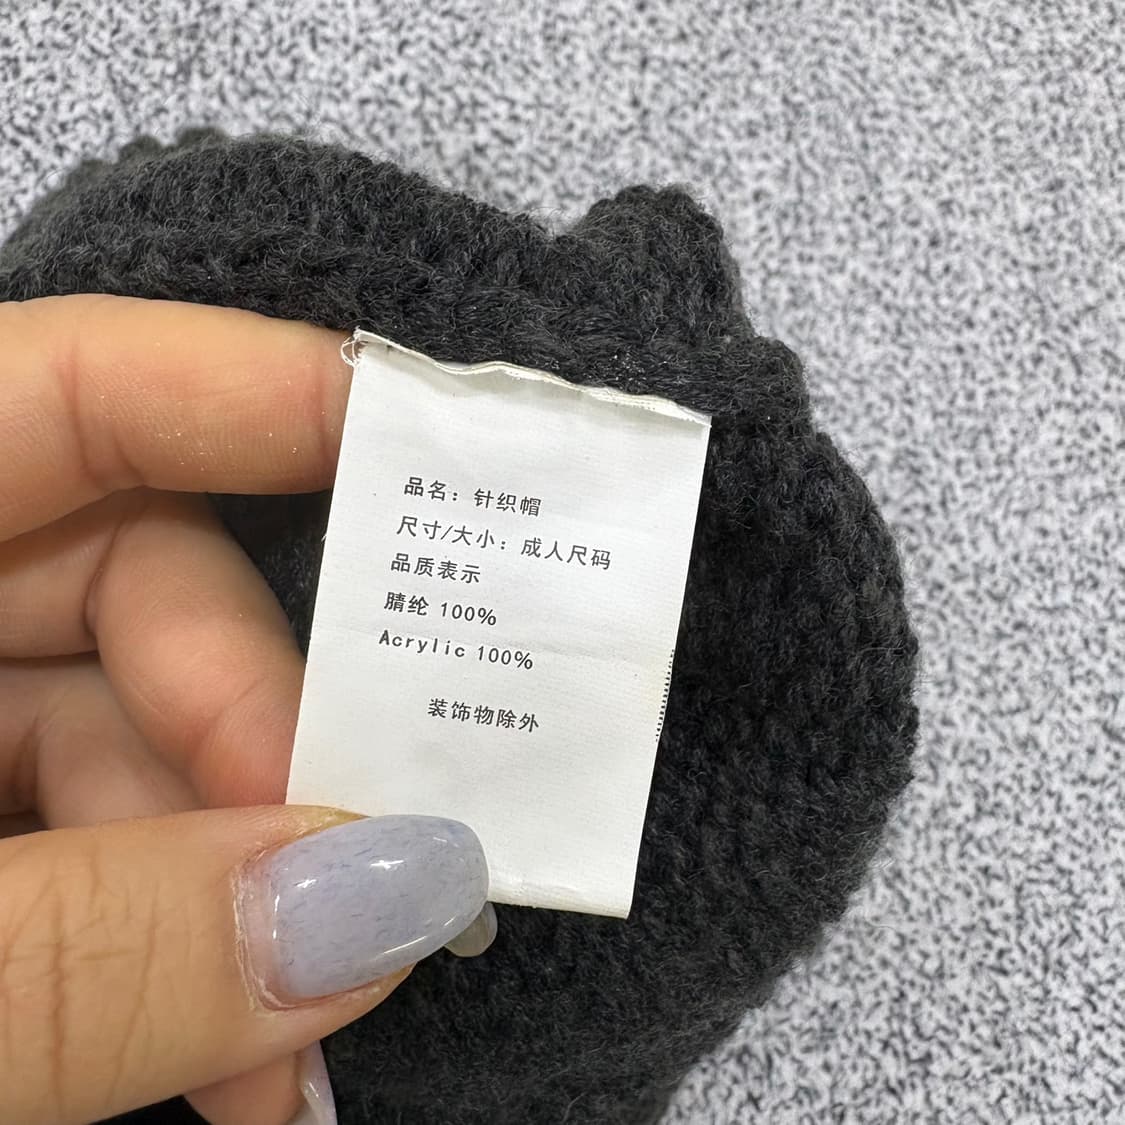 品名：针织帽
尺寸/大小：成人尺码
品质表示
腈纶 100%
Acrylic 100%
装饰物除外